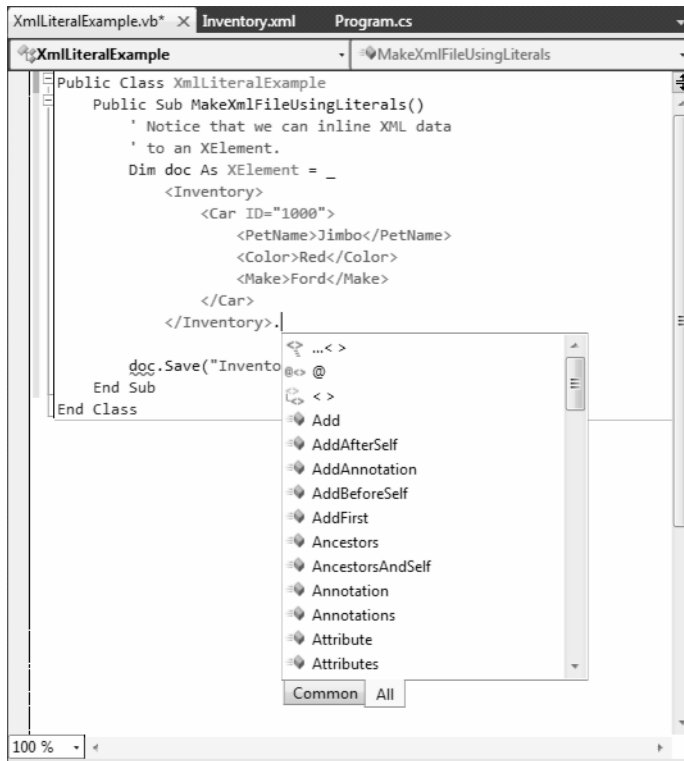 XmlLiteralExample.vb* × Inventory.xml Program.cs
XmlLiteralExample MakeXmlFileUsingLiterals
Public Class XmlLiteralExample
Public Sub MakeXmlFileUsingLiterals()
' Notice that we can inline XML data
' to an XElement.
Dim doc As XElement = _
<Inventory>
<Car ID="1000">
<PetName>Jimbo</PetName>
<Color>Red</Color>
<Make>Ford</Make>
</Car>
</Inventory>.
...< >
doc.Save("Invento
@
End Sub
< >
End Class
Add
AddAfterSelf
AddAnnotation
AddBeforeSelf
AddFirst
Ancestors
AncestorsAndSelf
Annotation
Annotations
Attribute
Attributes
Common All
100 %